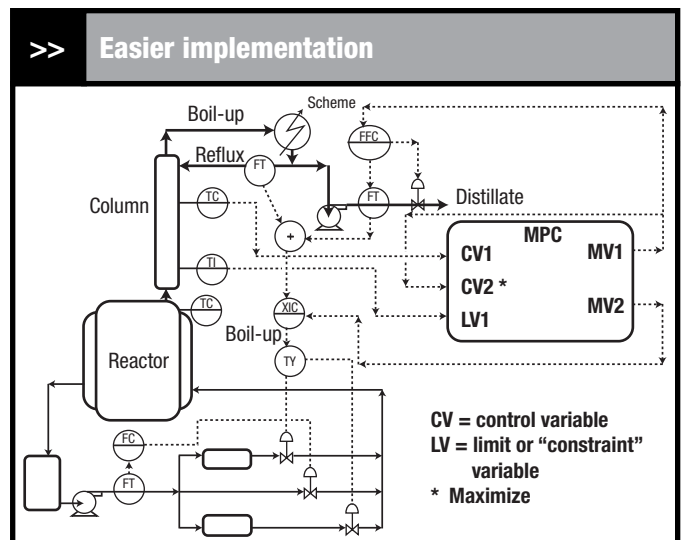 >> Easier implementation
Scheme
Boil-up
FFC
Reflux
FT
Distillate
Column
TC
FT
+
MPC
CV1
MV1
TI
CV2 *
TC
XIC
MV2
LV1
Boil-up
Reactor
TY
FC
CV = control variable
LV = limit or “constraint”
variable
* Maximize
FT